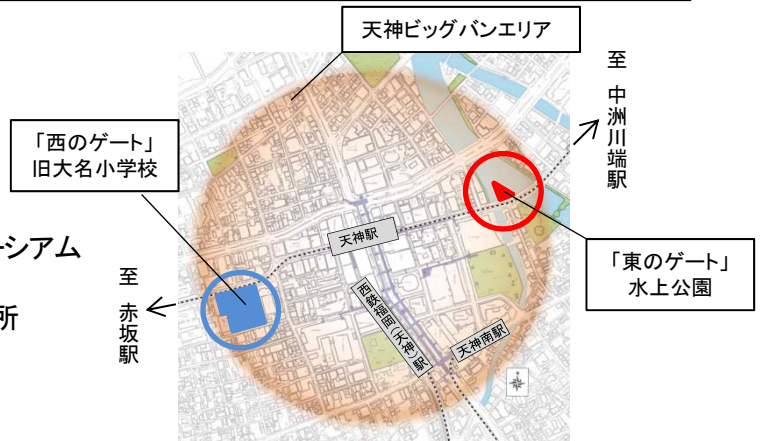 天神ビッグバンエリア
至 中洲川端駅
「西のゲート」
旧大名小学校
天神駅
ーシアム
所
至 赤坂駅
「東のゲート」
水上公園
西鉄福岡(天神)駅
天神南駅